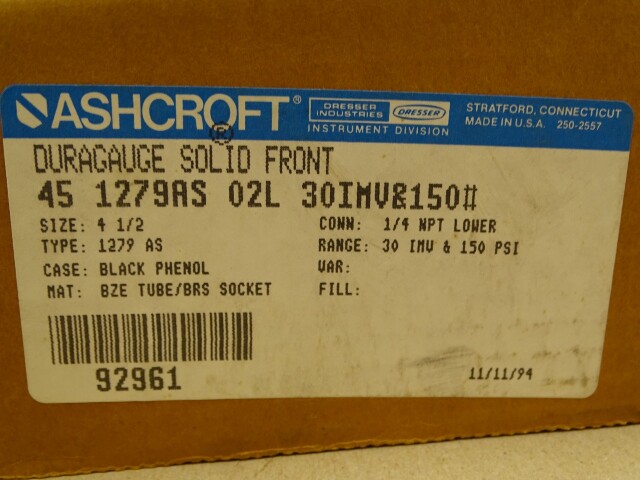 ASHCROFT®
DRESSER INDUSTRIES DRESSER
INSTRUMENT DIVISION
STRATFORD, CONNECTICUT
MADE IN U.S.A. 250-2557
®
DURAGAUGE SOLID FRONT
45 1279AS 02L 30IMV&150#
SIZE: 4 1/2
CONN: 1/4 NPT LOWER
TYPE: 1279 AS
RANGE: 30 IMV & 150 PSI
CASE: BLACK PHENOL
VAR:
MAT: BZE TUBE/BRS SOCKET
FILL:
92961
11/11/94